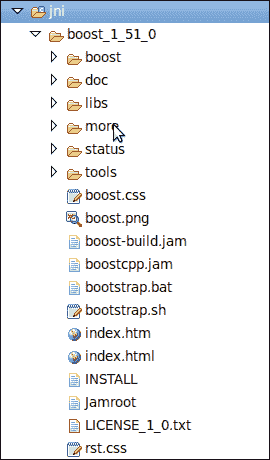 jni
boost_1_51_0
boost
doc
libs
more
status
tools
boost.css
boost.png
boost-build.jam
boostcpp.jam
bootstrap.bat
bootstrap.sh
index.htm
index.html
INSTALL
Jamroot
LICENSE_1_0.txt
rst.css